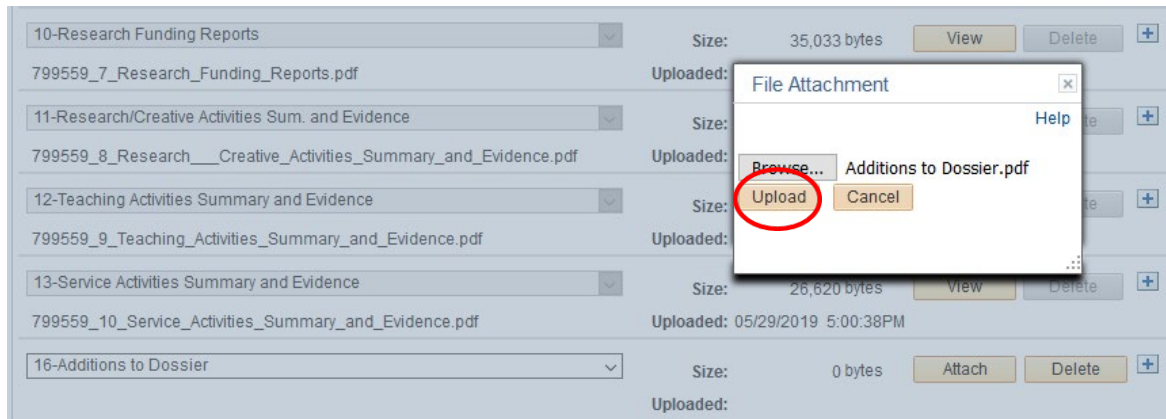 10-Research Funding Reports Size: 35,033 bytes View Delete
799559_7_Research_Funding_Reports.pdf Uploaded:
File Attachment
Help
11-Research/Creative Activities Sum. and Evidence Size:
799559_8_Research___Creative_Activities_Summary_and_Evidence.pdf Uploaded:
Browse... Additions to Dossier.pdf
Upload Cancel
12-Teaching Activities Summary and Evidence Size:
799559_9_Teaching_Activities_Summary_and_Evidence.pdf Uploaded:
13-Service Activities Summary and Evidence Size: 26,620 bytes View Delete
799559_10_Service_Activities_Summary_and_Evidence.pdf Uploaded: 05/29/2019 5:00:38PM
16-Additions to Dossier Size: 0 bytes Attach Delete
Uploaded: